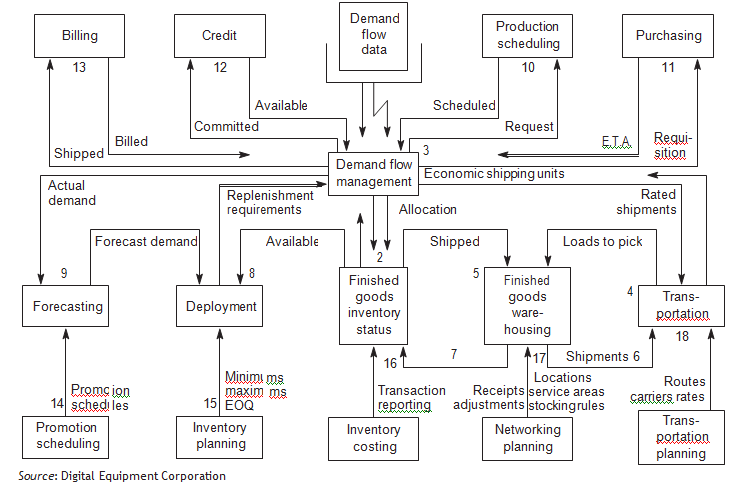 Billing
13
Credit
12
Demand
flow
data
Production
scheduling
10
Purchasing
11
Available
Committed
Scheduled
Request
Billed
Shipped
E.T.A.
Requi-
sition
3
Demand flow
management
Economic shipping units
Actual
demand
Replenishment
requirements
Allocation
Rated
shipments
Forecast demand
Available
Shipped
Loads to pick
9
8
2
5
4
Forecasting
Deployment
Finished
goods
inventory
status
Finished
goods
ware-
housing
Trans-
portation
18
7
16
17
Shipments 6
14
Promotion
schedules
15
Minimums
maximums
EOQ
Transaction
reporting
Receipts
adjustments
Locations
service areas
stocking rules
Routes
carriers rates
Promotion
scheduling
Inventory
planning
Inventory
costing
Networking
planning
Trans-
portation
planning
Source: Digital Equipment Corporation